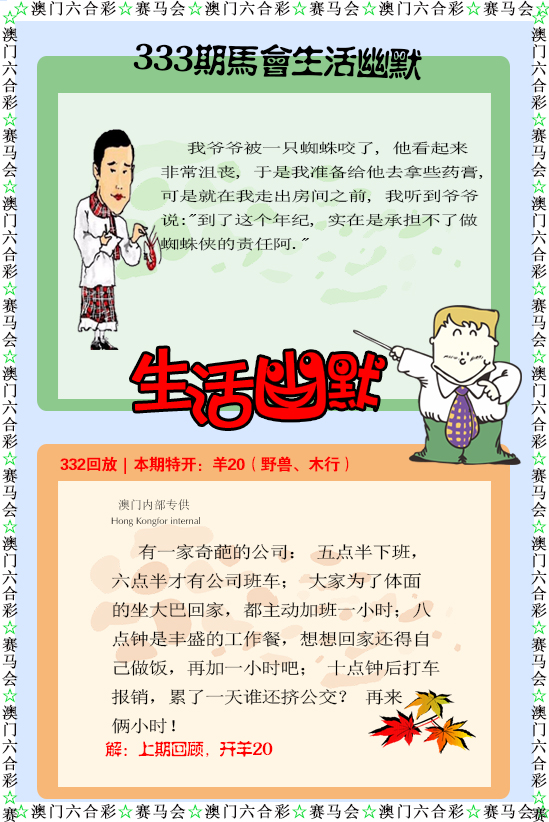 ☆澳门六合彩☆赛马会☆澳门六合彩☆赛马会☆澳门六合彩☆赛马会☆
333期馬會生活幽默
我爷爷被一只蜘蛛咬了，他看起来
非常沮丧，于是我准备给他去拿些药膏，
可是就在我走出房间之前，我听到爷爷
说:"到了这个年纪，实在是承担不了做
蜘蛛侠的责任阿."
生活幽默
332回放｜本期特开：羊20（野兽、木行）
澳门内部专供
Hong Kongfor internal
有一家奇葩的公司： 五点半下班，
六点半才有公司班车； 大家为了体面
的坐大巴回家，都主动加班一小时；八
点钟是丰盛的工作餐，想想回家还得自
己做饭，再加一小时吧； 十点钟后打车
报销，累了一天谁还挤公交？ 再来
俩小时！
解：上期回顾，开羊20
澳门六合彩☆赛马会☆澳门六合彩☆赛马会☆澳门六合彩☆赛马会☆澳门六合彩☆赛
澳门六合彩☆赛马会☆澳门六合彩☆赛马会☆澳门六合彩☆赛马会☆澳门六合彩☆赛
☆澳门六合彩☆赛马会☆澳门六合彩☆赛马会☆澳门六合彩☆赛马会☆